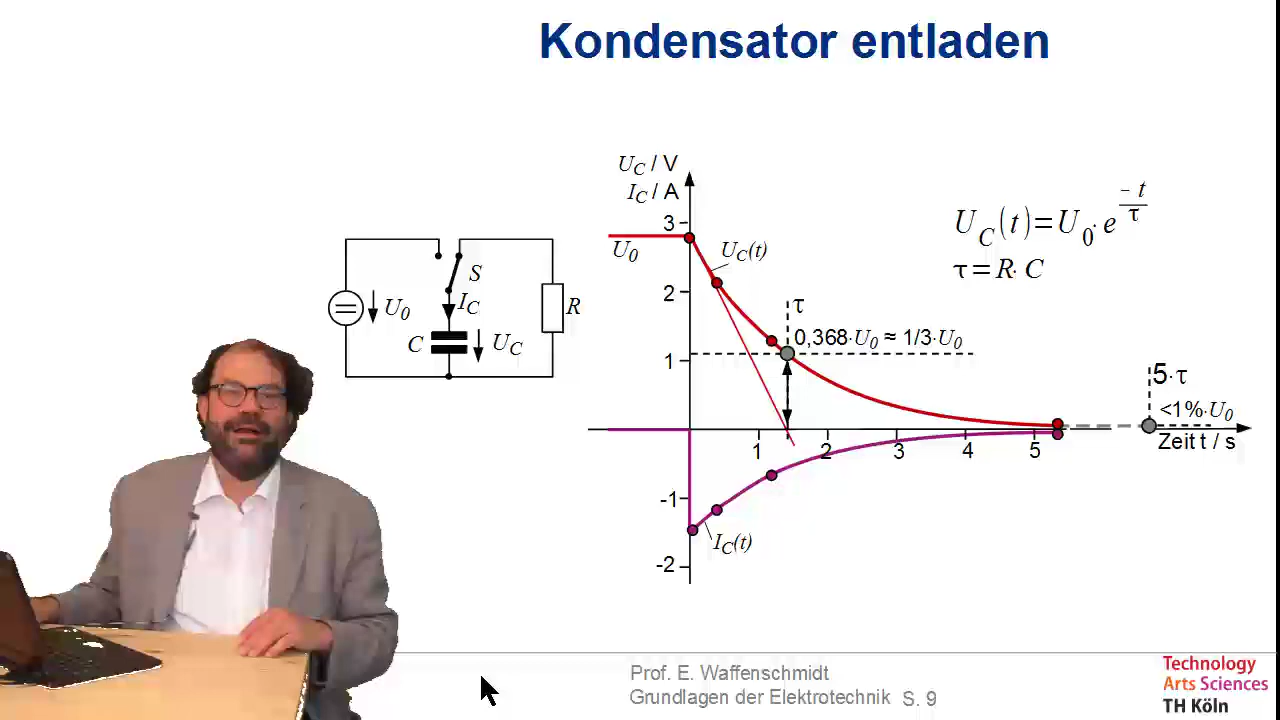 Kondensator entladen
U_C / V
I_C / A
3
2
1
-1
-2
U_0
U_C(t)
τ
0,368·U_0 ≈ 1/3·U_0
U_C(t)=U_0·e^(-t/τ)
τ=R·C
5·τ
<1%·U_0
Zeit t / s
1 2 3 4 5
I_C(t)
U_0
S
I_C
C
U_C
R
Prof. E. Waffenschmidt
Grundlagen der Elektrotechnik S. 9
Technology
Arts Sciences
TH Köln